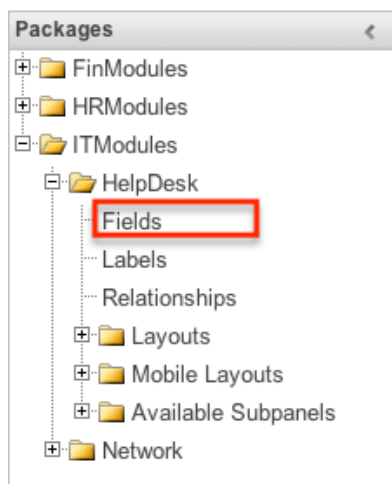 Packages
FinModules
HRModules
ITModules
HelpDesk
Fields
Labels
Relationships
Layouts
Mobile Layouts
Available Subpanels
Network